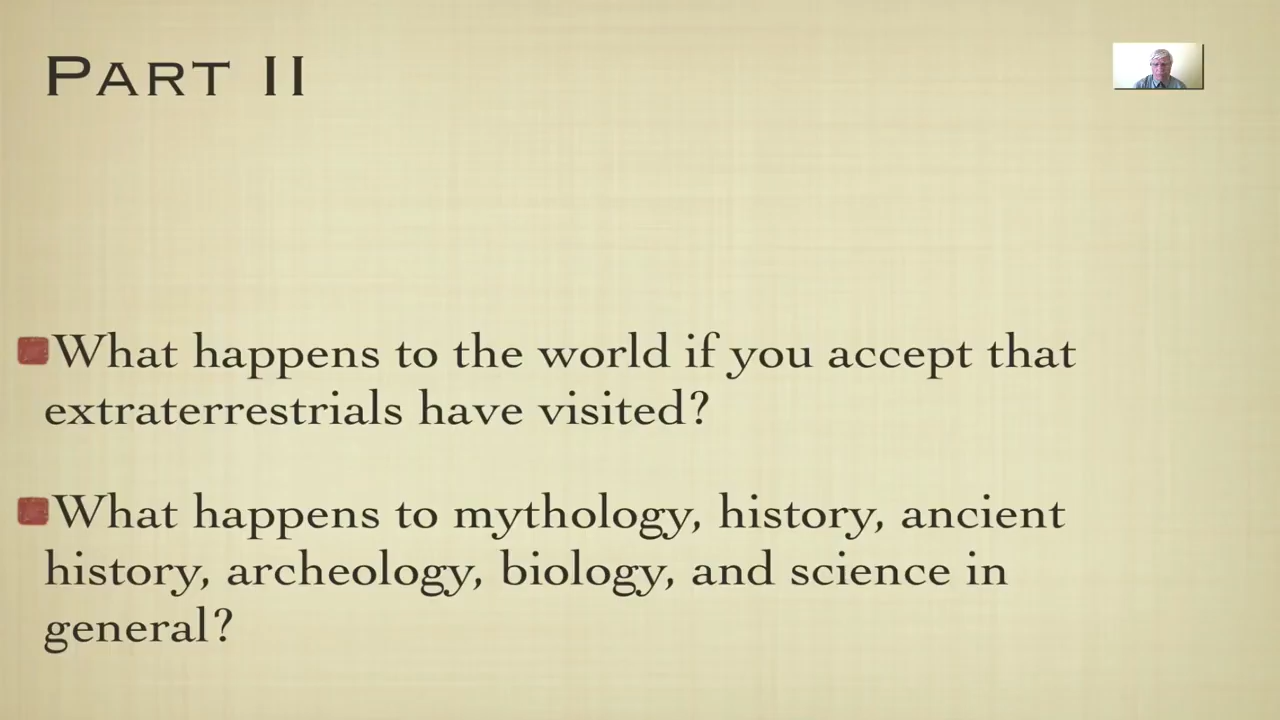 Part II
What happens to the world if you accept that
extraterrestrials have visited?
What happens to mythology, history, ancient
history, archeology, biology, and science in
general?